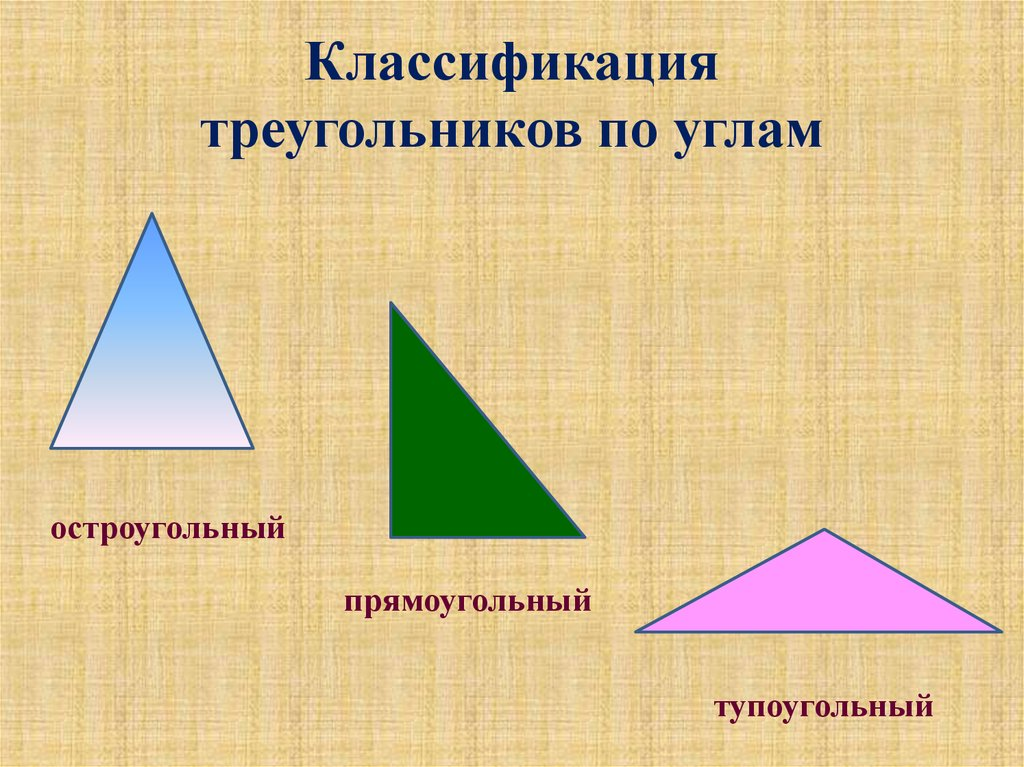 Классификация
треугольников по углам
остроугольный
прямоугольный
тупоугольный